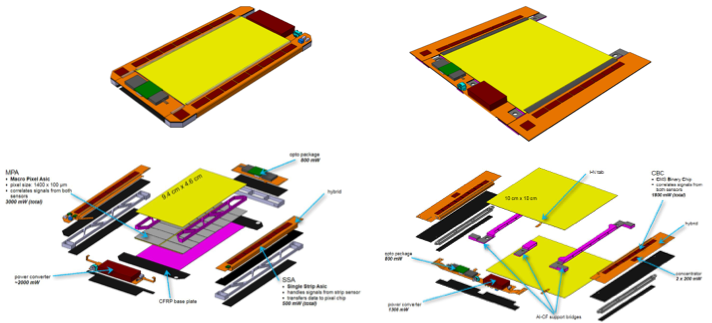 MPA
• Macro Pixel Asic
• pixel size 1400 x 100 μm
• correlates signals from both
sensors
3000 mW (total)
opto package
800 mW
9.4 cm x 4.6 cm
hybrid
power converter
~2000 mW
CFRP base plate
SSA
• Single Strip Asic
• handles signals from strip sensor
• transfers data to pixel chip
500 mW (total)
HV tab
10 cm x 10 cm
CBC
• CMS Binary Chip
• correlates signals from
both sensors
1800 mW (total)
hybrid
opto package
800 mW
concentrator
2 x 200 mW
power converter
1300 mW
Al-CF support bridges